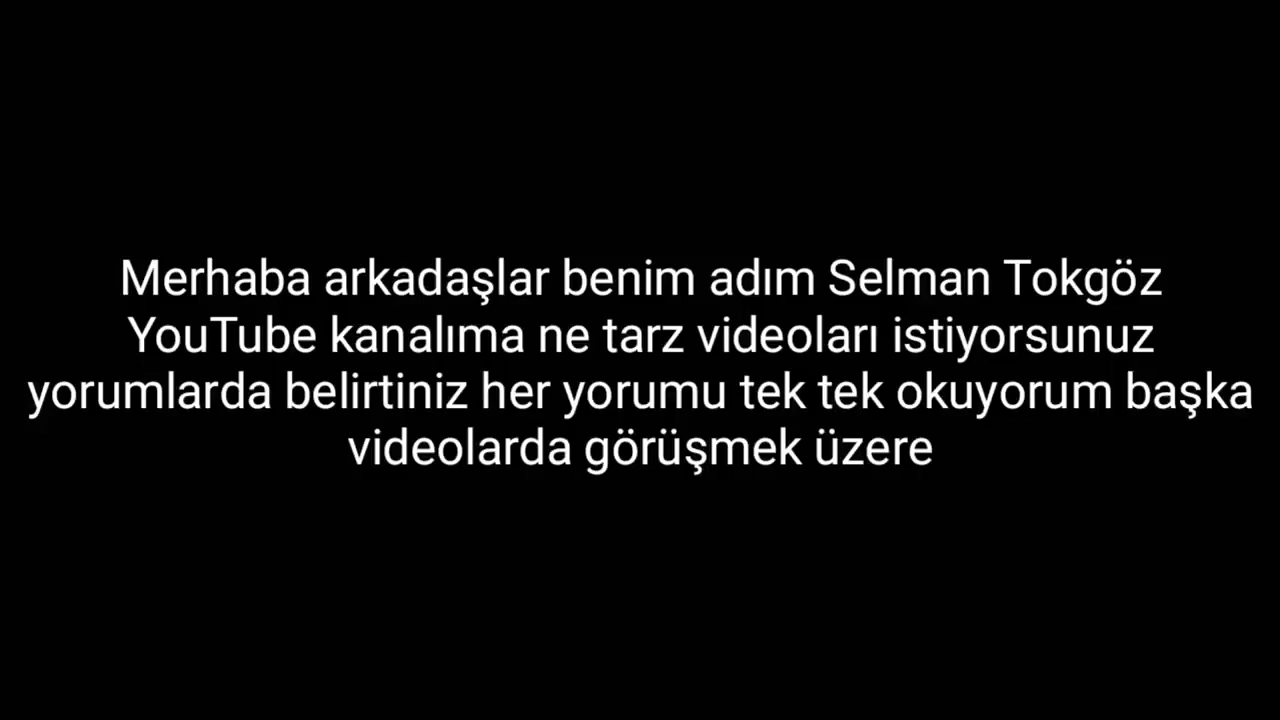 Merhaba arkadaşlar benim adım Selman Tokgöz
YouTube kanalıma ne tarz videoları istiyorsunuz
yorumlarda belirtiniz her yorumu tek tek okuyorum başka
videolarda görüşmek üzere